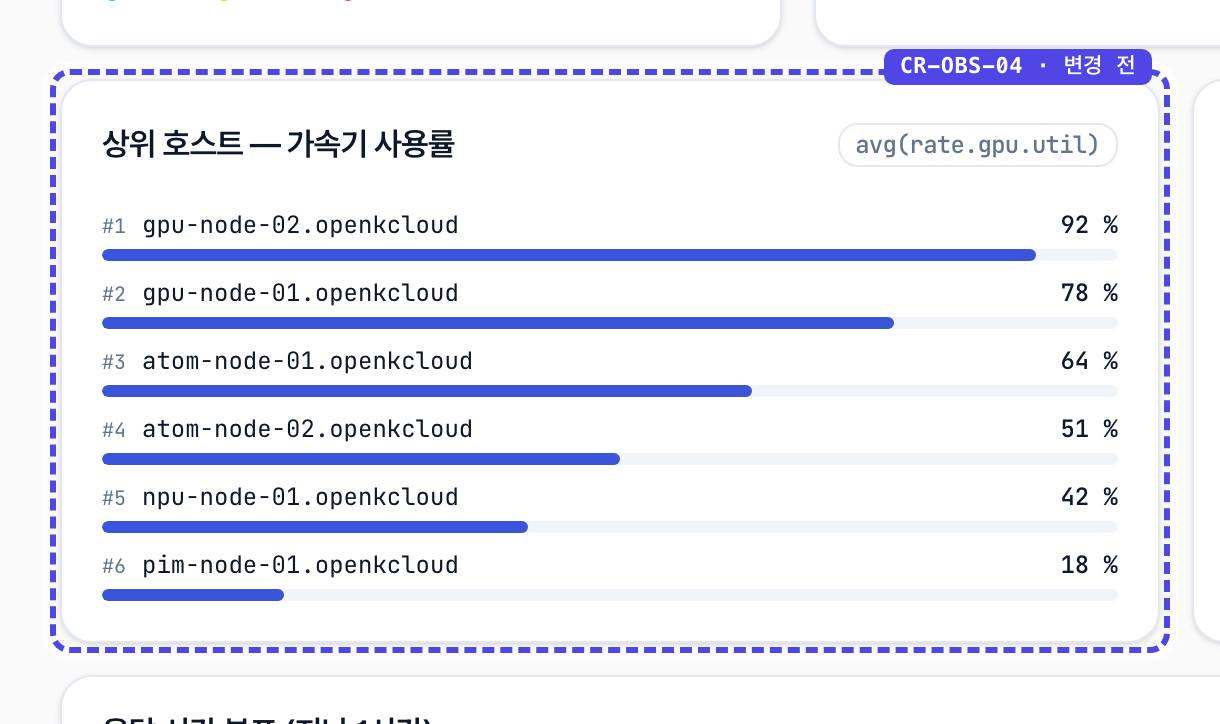 CR-OBS-04 · 변경 전
상위 호스트 — 가속기 사용률
avg(rate.gpu.util)
#1 gpu-node-02.openkcloud 92 %
#2 gpu-node-01.openkcloud 78 %
#3 atom-node-01.openkcloud 64 %
#4 atom-node-02.openkcloud 51 %
#5 npu-node-01.openkcloud 42 %
#6 pim-node-01.openkcloud 18 %